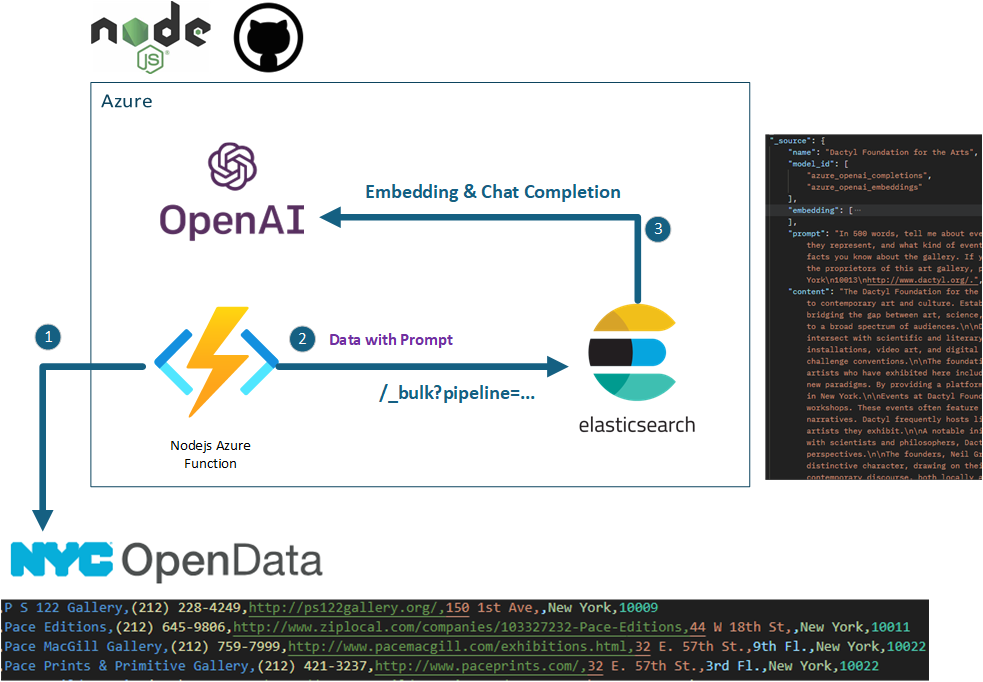 node
JS
Azure
OpenAI
Embedding & Chat Completion
3
1
2
Data with Prompt
/_bulk?pipeline=...
Nodejs Azure
Function
elasticsearch
"_source": {
"name": "Dactyl Foundation for the Arts",
"model_id": [
"azure_openai_completions",
"azure_openai_embeddings"
],
"embedding": [ ...
],
"prompt": "In 500 words, tell me about eve
they represent, and what kind of event
facts you know about the gallery. If y
the proprietors of this art gallery, p
York\n10013\nhttp://www.dactyl.org/.",
"content": "The Dactyl Foundation for the
to contemporary art and culture. Estab
bridging the gap between art, science,
to a broad spectrum of audiences.\n\nD
intersect with scientific and literary
installations, video art, and digital
challenge conventions.\n\nThe foundati
artists who have exhibited here includ
new paradigms. By providing a platform
in New York.\n\nEvents at Dactyl Found
workshops. These events often feature
narratives. Dactyl frequently hosts li
artists they exhibit.\n\nA notable ini
with scientists and philosophers, Dact
perspectives.\n\nThe founders, Neil Gr
distinctive character, drawing on thei
contemporary discourse, both locally a
NYC OpenData
,P S 122 Gallery,(212) 228-4249,http://ps122gallery.org/,150 1st Ave,,New York,10009
,Pace Editions,(212) 645-9806,http://www.ziplocal.com/companies/103327232-Pace-Editions,44 W 18th St,,New York,10011
,Pace MacGill Gallery,(212) 759-7999,http://www.pacemacgill.com/exhibitions.html,32 E. 57th St.,9th Fl.,New York,10022
,Pace Prints & Primitive Gallery,(212) 421-3237,http://www.paceprints.com/,32 E. 57th St.,3rd Fl.,New York,10022